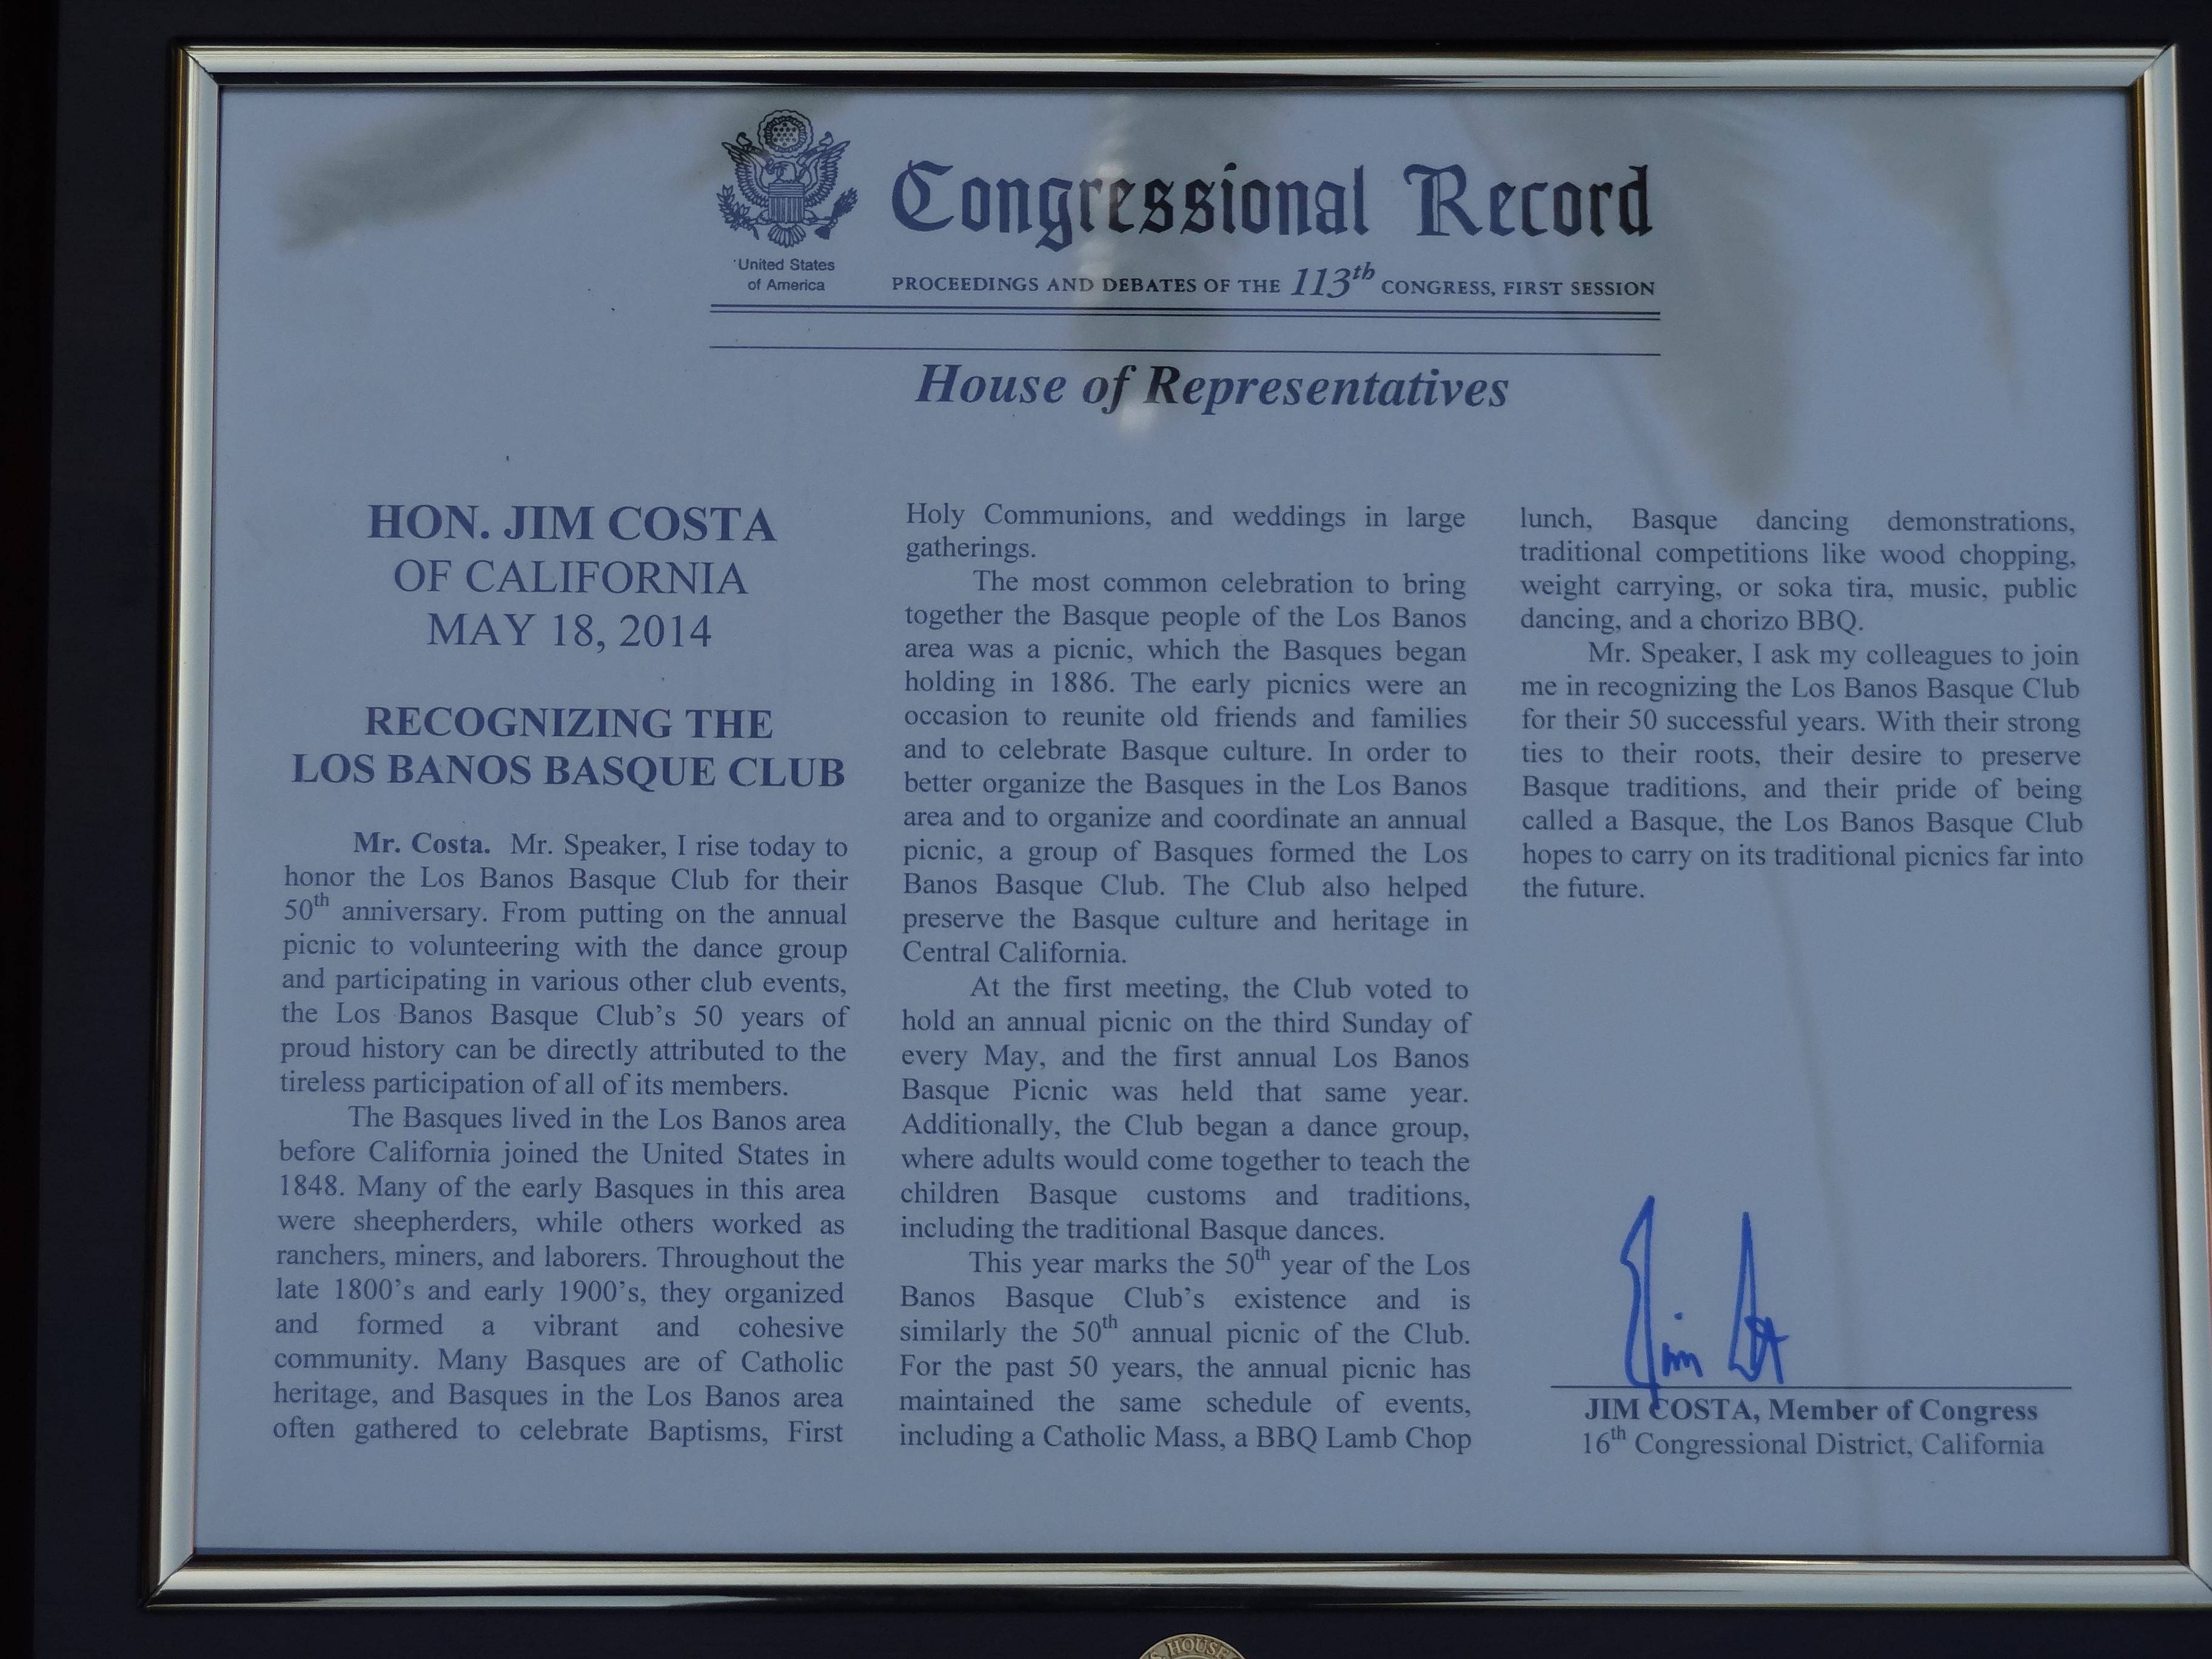 Congressional Record
United States
of America
PROCEEDINGS AND DEBATES OF THE 113th CONGRESS, FIRST SESSION
House of Representatives
HON. JIM COSTA
OF CALIFORNIA
MAY 18, 2014
RECOGNIZING THE
LOS BANOS BASQUE CLUB
Mr. Costa. Mr. Speaker, I rise today to
honor the Los Banos Basque Club for their
50th anniversary. From putting on the annual
picnic to volunteering with the dance group
and participating in various other club events,
the Los Banos Basque Club's 50 years of
proud history can be directly attributed to the
tireless participation of all of its members.
The Basques lived in the Los Banos area
before California joined the United States in
1848. Many of the early Basques in this area
were sheepherders, while others worked as
ranchers, miners, and laborers. Throughout the
late 1800's and early 1900's, they organized
and formed a vibrant and cohesive
community. Many Basques are of Catholic
heritage, and Basques in the Los Banos area
often gathered to celebrate Baptisms, First
Holy Communions, and weddings in large
gatherings.
The most common celebration to bring
together the Basque people of the Los Banos
area was a picnic, which the Basques began
holding in 1886. The early picnics were an
occasion to reunite old friends and families
and to celebrate Basque culture. In order to
better organize the Basques in the Los Banos
area and to organize and coordinate an annual
picnic, a group of Basques formed the Los
Banos Basque Club. The Club also helped
preserve the Basque culture and heritage in
Central California.
At the first meeting, the Club voted to
hold an annual picnic on the third Sunday of
every May, and the first annual Los Banos
Basque Picnic was held that same year.
Additionally, the Club began a dance group,
where adults would come together to teach the
children Basque customs and traditions,
including the traditional Basque dances.
This year marks the 50th year of the Los
Banos Basque Club's existence and is
similarly the 50th annual picnic of the Club.
For the past 50 years, the annual picnic has
maintained the same schedule of events,
including a Catholic Mass, a BBQ Lamb Chop
lunch, Basque dancing demonstrations,
traditional competitions like wood chopping,
weight carrying, or soka tira, music, public
dancing, and a chorizo BBQ.
Mr. Speaker, I ask my colleagues to join
me in recognizing the Los Banos Basque Club
for their 50 successful years. With their strong
ties to their roots, their desire to preserve
Basque traditions, and their pride of being
called a Basque, the Los Banos Basque Club
hopes to carry on its traditional picnics far into
the future.
Jim
JIM COSTA, Member of Congress
16th Congressional District, California
HOUSE